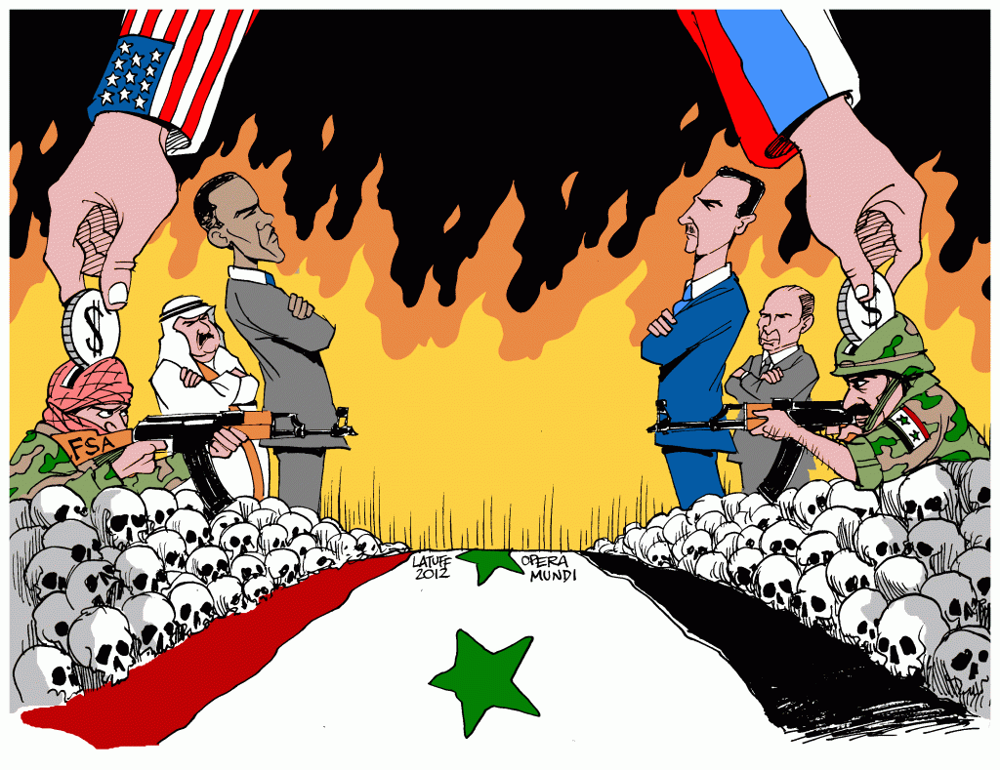 $
$
FSA
LATUFF
2012
OPERA
MUNDI